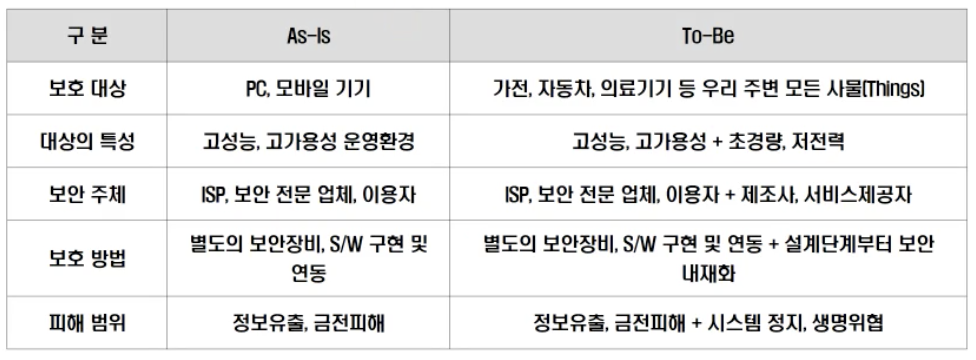 구 분 As-Is To-Be
보호 대상 PC, 모바일 기기 가전, 자동차, 의료기기 등 우리 주변 모든 사물(Things)
대상의 특성 고성능, 고가용성 운영환경 고성능, 고가용성 + 초경량, 저전력
보안 주체 ISP, 보안 전문 업체, 이용자 ISP, 보안 전문 업체, 이용자 + 제조사, 서비스제공자
보호 방법 별도의 보안장비, S/W 구현 및 연동 별도의 보안장비, S/W 구현 및 연동 + 설계단계부터 보안 내재화
피해 범위 정보유출, 금전피해 정보유출, 금전피해 + 시스템 정지, 생명위협